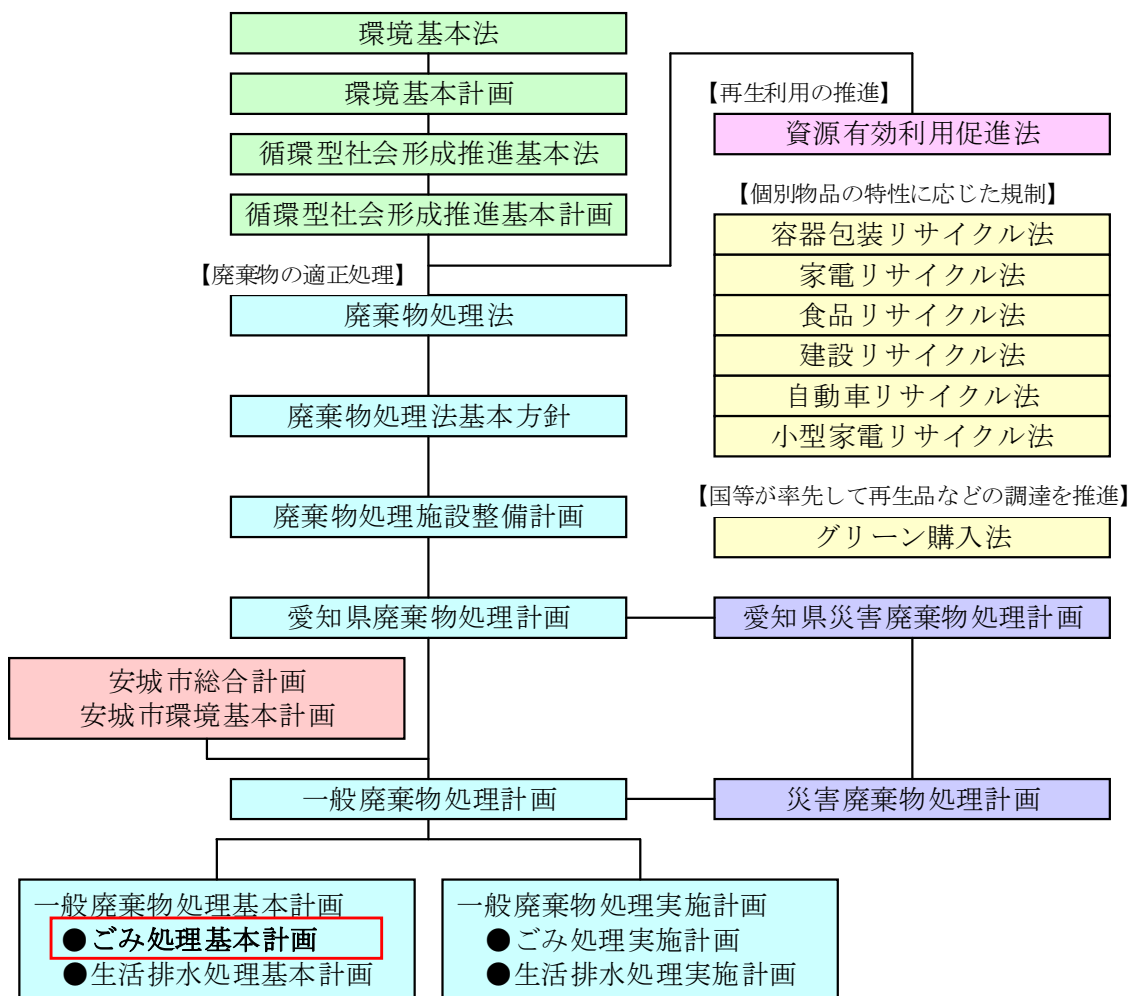 環境基本法
環境基本計画
循環型社会形成推進基本法
循環型社会形成推進基本計画
【廃棄物の適正処理】
廃棄物処理法
廃棄物処理法基本方針
廃棄物処理施設整備計画
愛知県廃棄物処理計画
安城市総合計画
安城市環境基本計画
一般廃棄物処理計画
一般廃棄物処理基本計画
●ごみ処理基本計画
●生活排水処理基本計画
一般廃棄物処理実施計画
●ごみ処理実施計画
●生活排水処理実施計画
【再生利用の推進】
資源有効利用促進法
【個別物品の特性に応じた規制】
容器包装リサイクル法
家電リサイクル法
食品リサイクル法
建設リサイクル法
自動車リサイクル法
小型家電リサイクル法
【国等が率先して再生品などの調達を推進】
グリーン購入法
愛知県災害廃棄物処理計画
災害廃棄物処理計画